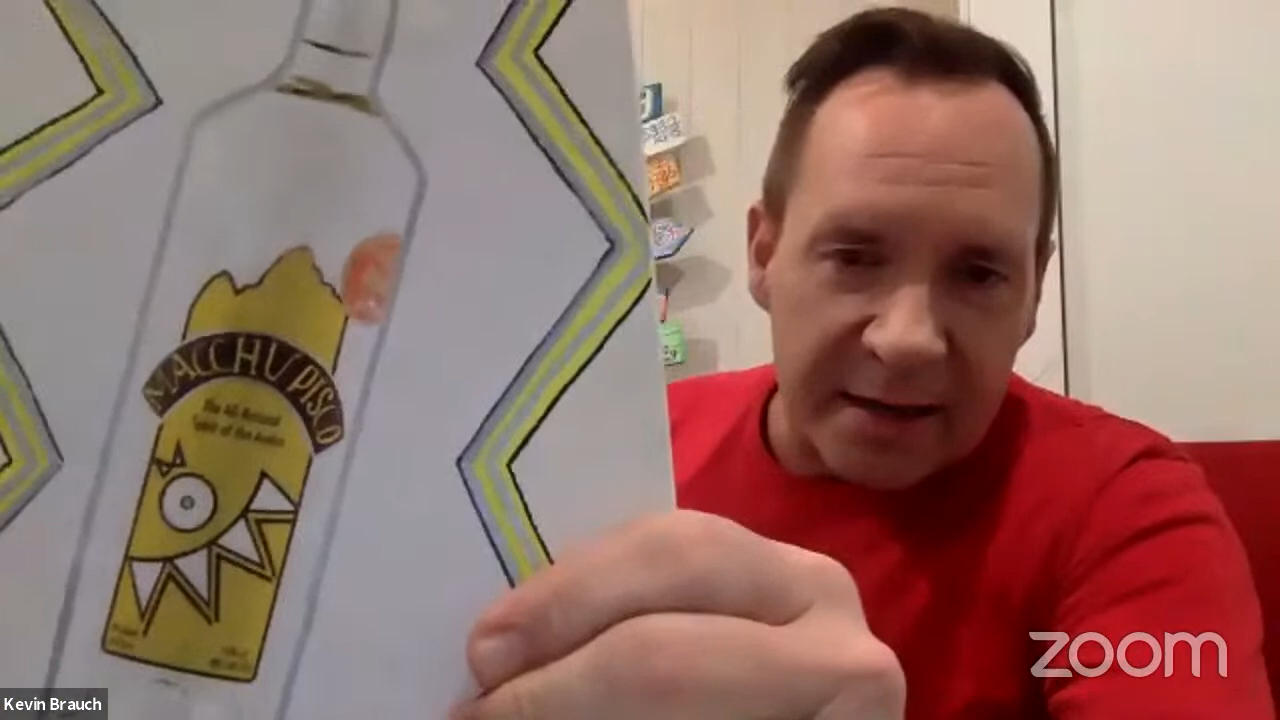 MACCHU PISCO
The All-Natural
Spirit of the Andes
zoom
Kevin Brauch